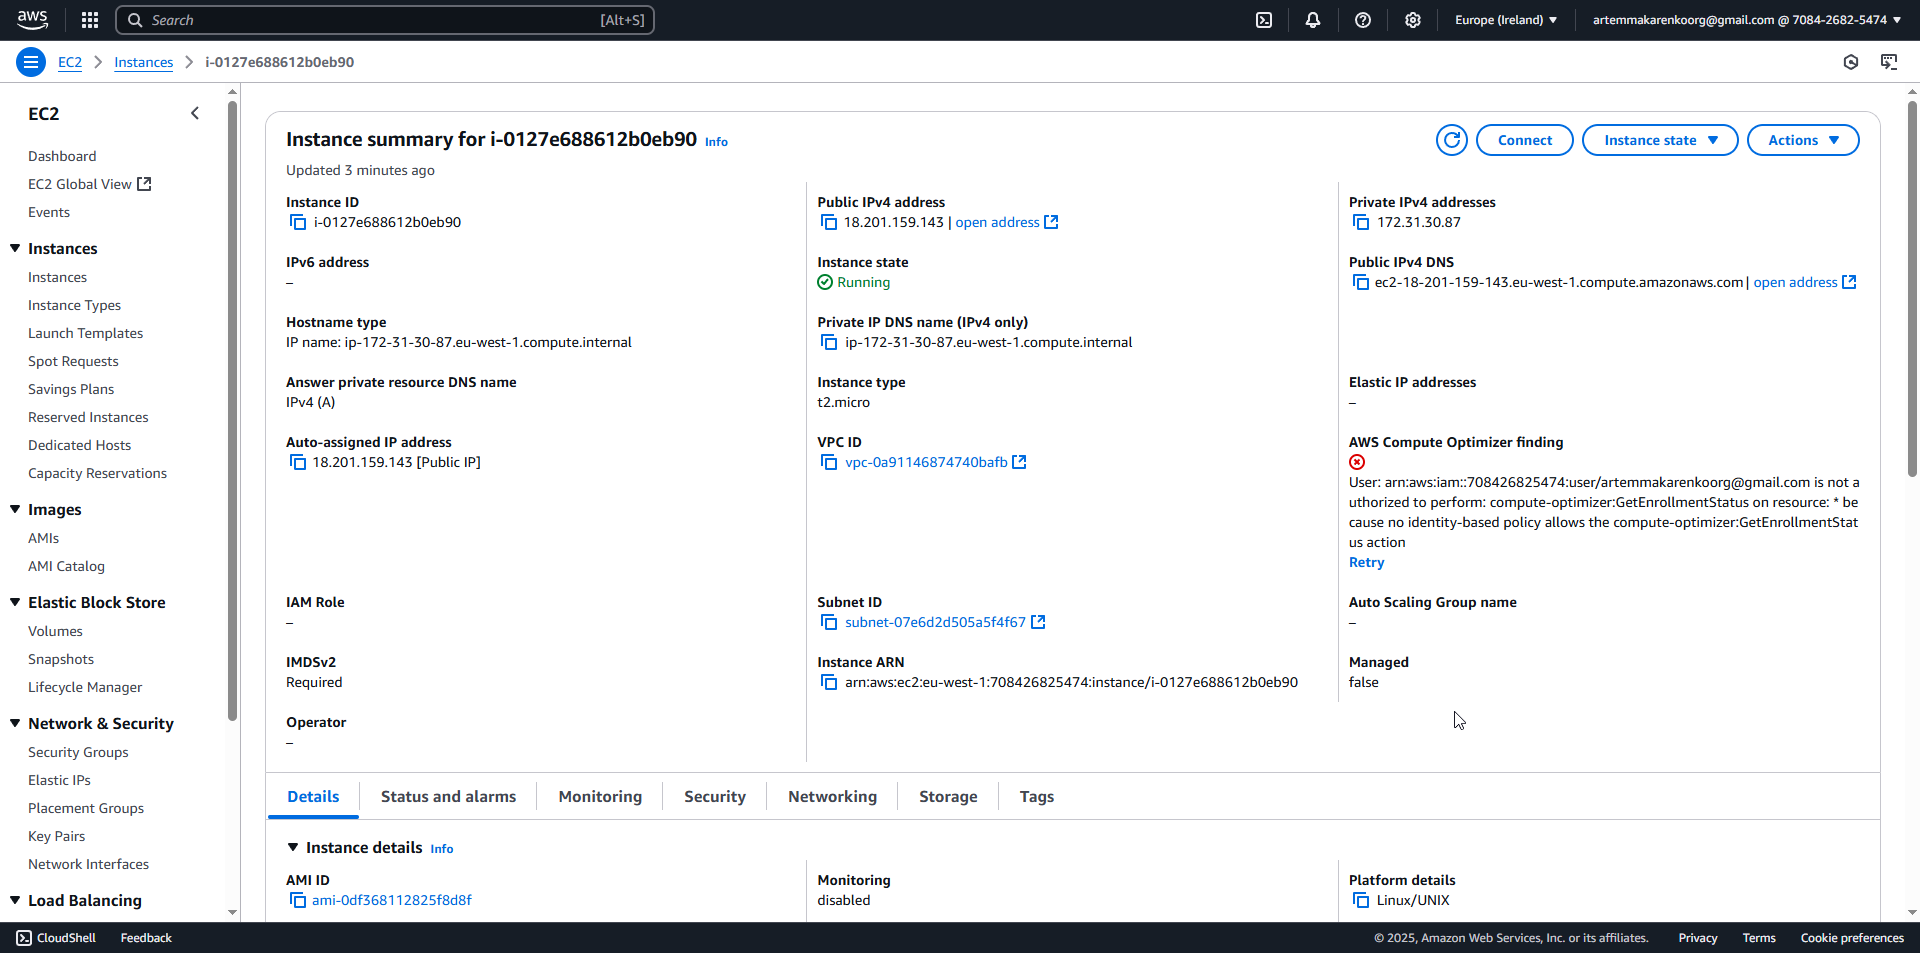 aws
Search
[Alt+S]
Europe (Ireland)
artemmakarenkoorg@gmail.com @ 7084-2682-5474
EC2
Instances
i-0127e688612b0eb90
EC2
Dashboard
EC2 Global View
Events
Instances
Instances
Instance Types
Launch Templates
Spot Requests
Savings Plans
Reserved Instances
Dedicated Hosts
Capacity Reservations
Images
AMIs
AMI Catalog
Elastic Block Store
Volumes
Snapshots
Lifecycle Manager
Network & Security
Security Groups
Elastic IPs
Placement Groups
Key Pairs
Network Interfaces
Load Balancing
Instance summary for i-0127e688612b0eb90 Info
Updated 3 minutes ago
Connect
Instance state
Actions
Instance ID
i-0127e688612b0eb90
Public IPv4 address
18.201.159.143 | open address
Private IPv4 addresses
172.31.30.87
IPv6 address
–
Instance state
Running
Public IPv4 DNS
ec2-18-201-159-143.eu-west-1.compute.amazonaws.com | open address
Hostname type
IP name: ip-172-31-30-87.eu-west-1.compute.internal
Private IP DNS name (IPv4 only)
ip-172-31-30-87.eu-west-1.compute.internal
Answer private resource DNS name
IPv4 (A)
Instance type
t2.micro
Elastic IP addresses
–
Auto-assigned IP address
18.201.159.143 [Public IP]
VPC ID
vpc-0a91146874740bafb
AWS Compute Optimizer finding
User: arn:aws:iam::708426825474:user/artemmakarenkoorg@gmail.com is not a
uthorized to perform: compute-optimizer:GetEnrollmentStatus on resource: * be
cause no identity-based policy allows the compute-optimizer:GetEnrollmentStat
us action
Retry
IAM Role
–
Subnet ID
subnet-07e6d2d505a5f4f67
Auto Scaling Group name
–
IMDSv2
Required
Instance ARN
arn:aws:ec2:eu-west-1:708426825474:instance/i-0127e688612b0eb90
Managed
false
Operator
–
Details
Status and alarms
Monitoring
Security
Networking
Storage
Tags
Instance details Info
AMI ID
ami-0df368112825f8d8f
Monitoring
disabled
Platform details
Linux/UNIX
CloudShell
Feedback
© 2025, Amazon Web Services, Inc. or its affiliates.
Privacy
Terms
Cookie preferences